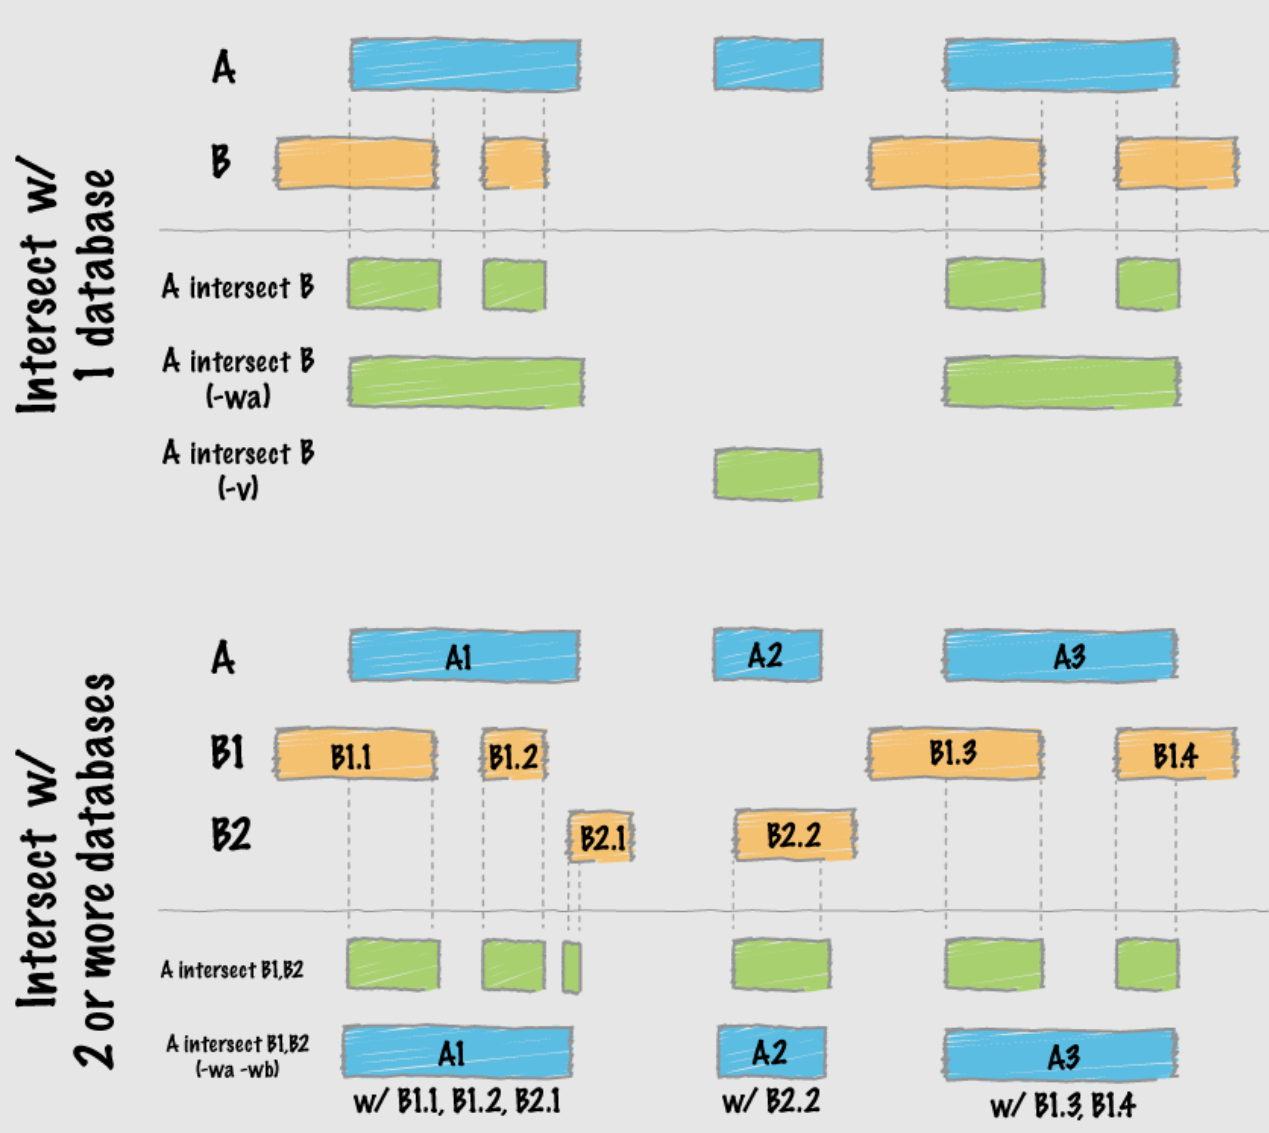 Intersect w/
1 database
A
B
A intersect B
A intersect B
(-wa)
A intersect B
(-v)
Intersect w/
2 or more databases
A
A1
A2
A3
B1
B1.1
B1.2
B1.3
B1.4
B2
B2.1
B2.2
A intersect B1,B2
A intersect B1,B2
(-wa -wb)
A1
A2
A3
w/ B1.1, B1.2, B2.1
w/ B2.2
w/ B1.3, B1.4